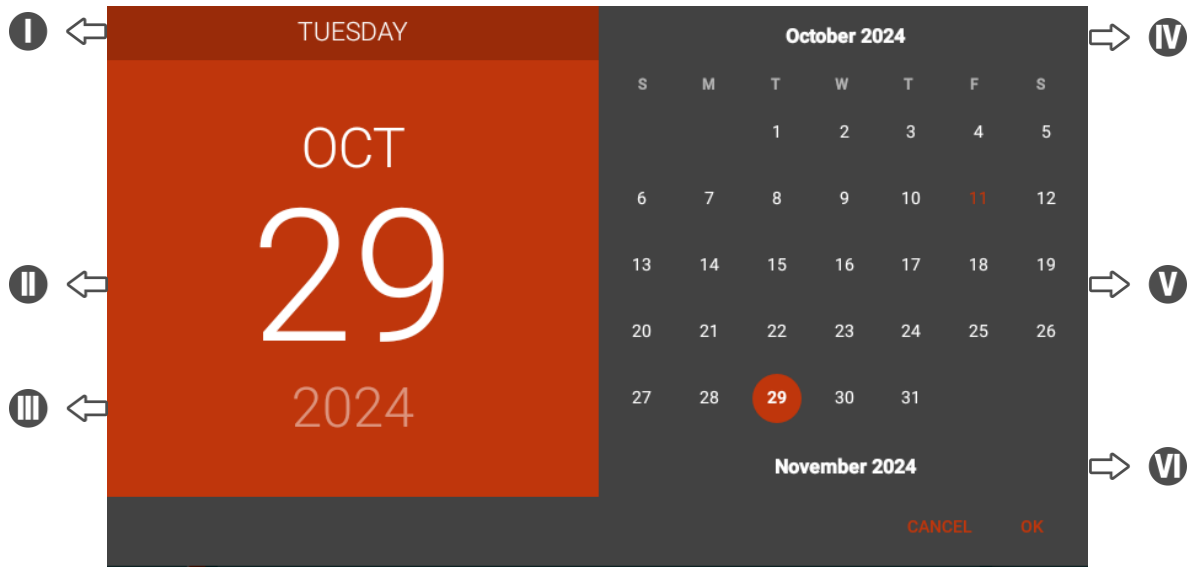 I
TUESDAY
OCT
29
2024
II
III
October 2024
S M T W T F S
1 2 3 4 5
6 7 8 9 10 11 12
13 14 15 16 17 18 19
20 21 22 23 24 25 26
27 28 29 30 31
November 2024
CANCEL OK
IV
V
VI